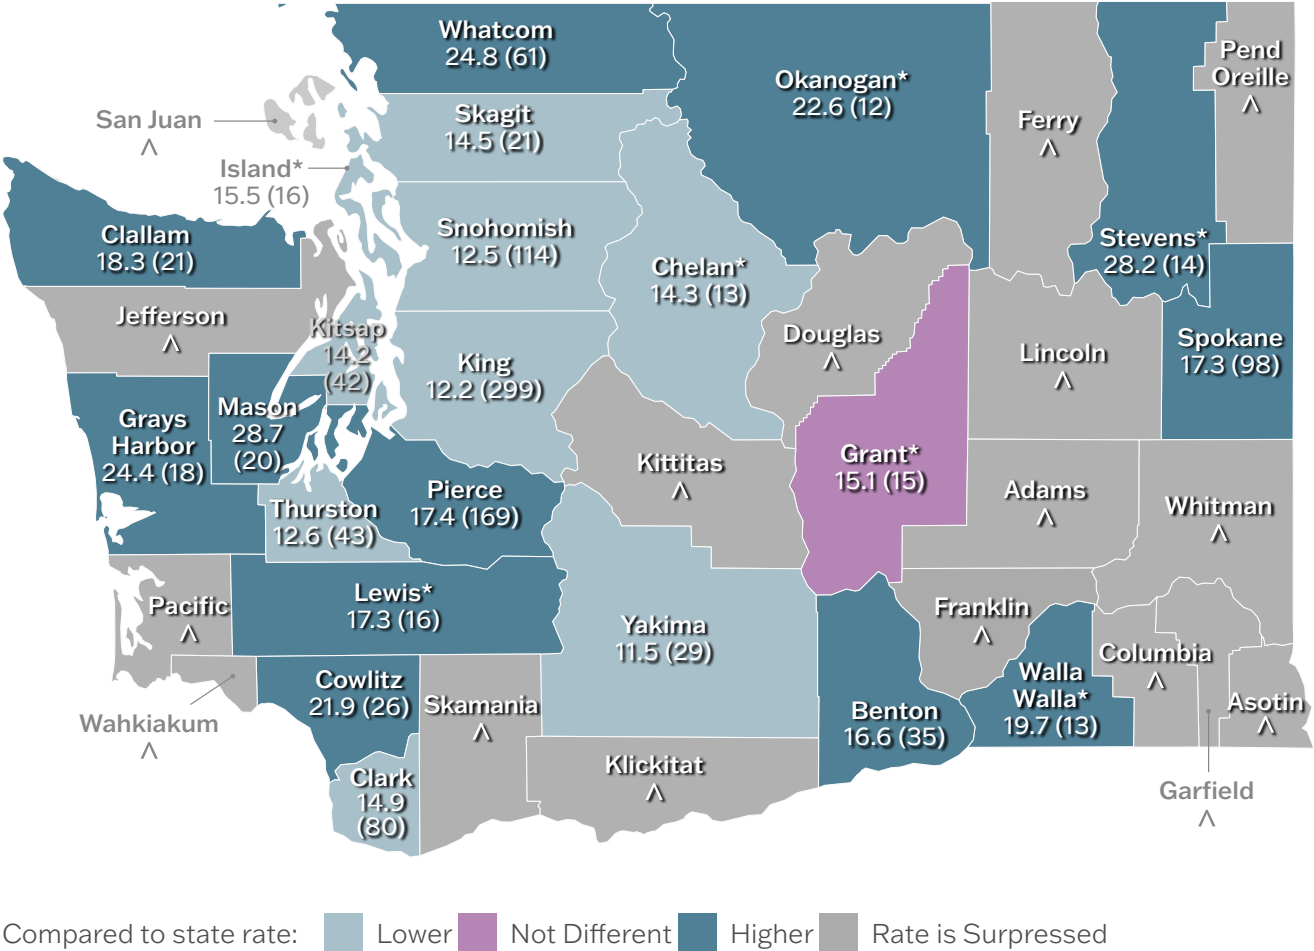 Whatcom
24.8 (61)
Okanogan*
22.6 (12)
Pend
Oreille
^
Ferry
^
San Juan
^
Skagit
14.5 (21)
Island*
15.5 (16)
Clallam
18.3 (21)
Snohomish
12.5 (114)
Chelan*
14.3 (13)
Stevens*
28.2 (14)
Jefferson
^
Kitsap
14.2
(42)
King
12.2 (299)
Douglas
^
Lincoln
^
Spokane
17.3 (98)
Grays
Harbor
24.4 (18)
Mason
28.7
(20)
Kittitas
^
Grant*
15.1 (15)
Adams
^
Whitman
^
Thurston
12.6 (43)
Pierce
17.4 (169)
Pacific
^
Lewis*
17.3 (16)
Yakima
11.5 (29)
Franklin
^
Columbia
^
Walla
Walla*
19.7 (13)
Asotin
^
Wahkiakum
^
Cowlitz
21.9 (26)
Skamania
^
Benton
16.6 (35)
Klickitat
^
Clark
14.9
(80)
Garfield
^
Compared to state rate: Lower Not Different Higher Rate is Surpressed